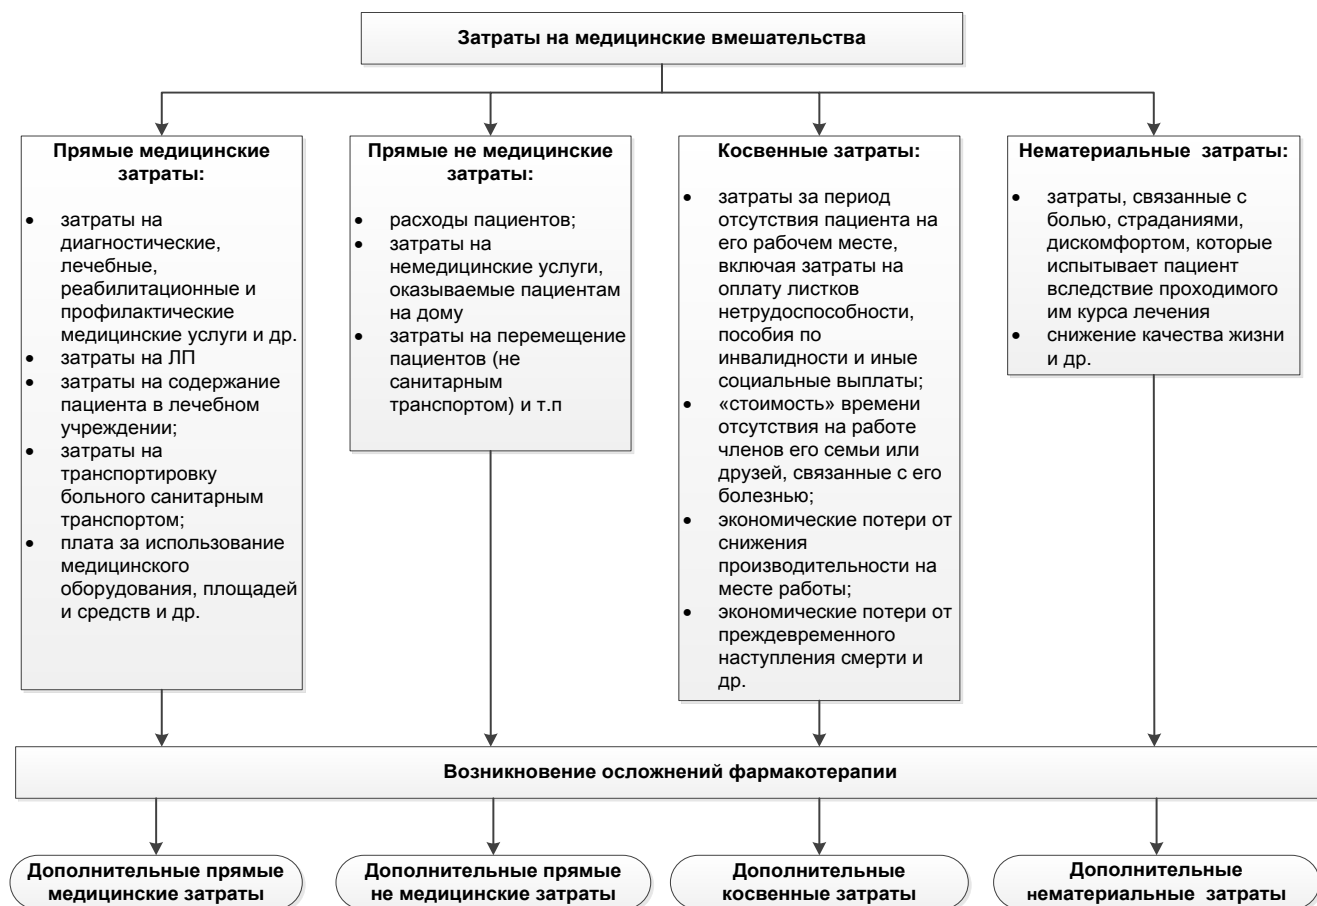 Затраты на медицинские вмешательства
Прямые медицинские
затраты:
• затраты на
диагностические,
лечебные,
реабилитационные и
профилактические
медицинские услуги и др.
• затраты на ЛП
• затраты на содержание
пациента в лечебном
учреждении;
• затраты на
транспортировку
больного санитарным
транспортом;
• плата за использование
медицинского
оборудования, площадей
и средств и др.
Прямые не медицинские
затраты:
• расходы пациентов;
• затраты на
немедицинские услуги,
оказываемые пациентам
на дому
• затраты на перемещение
пациентов (не
санитарным
транспортом) и т.п
Косвенные затраты:
• затраты за период
отсутствия пациента на
его рабочем месте,
включая затраты на
оплату листков
нетрудоспособности,
пособия по
инвалидности и иные
социальные выплаты;
• «стоимость» времени
отсутствия на работе
членов его семьи или
друзей, связанные с его
болезнью;
• экономические потери от
снижения
производительности на
месте работы;
• экономические потери от
преждевременного
наступления смерти и
др.
Нематериальные затраты:
• затраты, связанные с
болью, страданиями,
дискомфортом, которые
испытывает пациент
вследствие проходимого
им курса лечения
• снижение качества жизни
и др.
Возникновение осложнений фармакотерапии
Дополнительные прямые
медицинские затраты
Дополнительные прямые
не медицинские затраты
Дополнительные
косвенные затраты
Дополнительные
нематериальные затраты